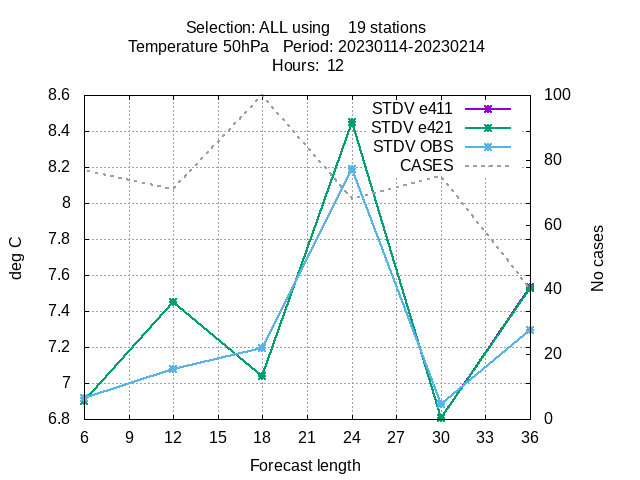 Selection: ALL using 19 stations
Temperature 50hPa Period: 20230114-20230214
Hours: 12
8.6
8.4
8.2
8
7.8
7.6
7.4
7.2
7
6.8
deg C
STDV e411
STDV e421
STDV OBS
CASES
100
80
60
40
20
0
No cases
6 9 12 15 18 21 24 27 30 33 36
Forecast length